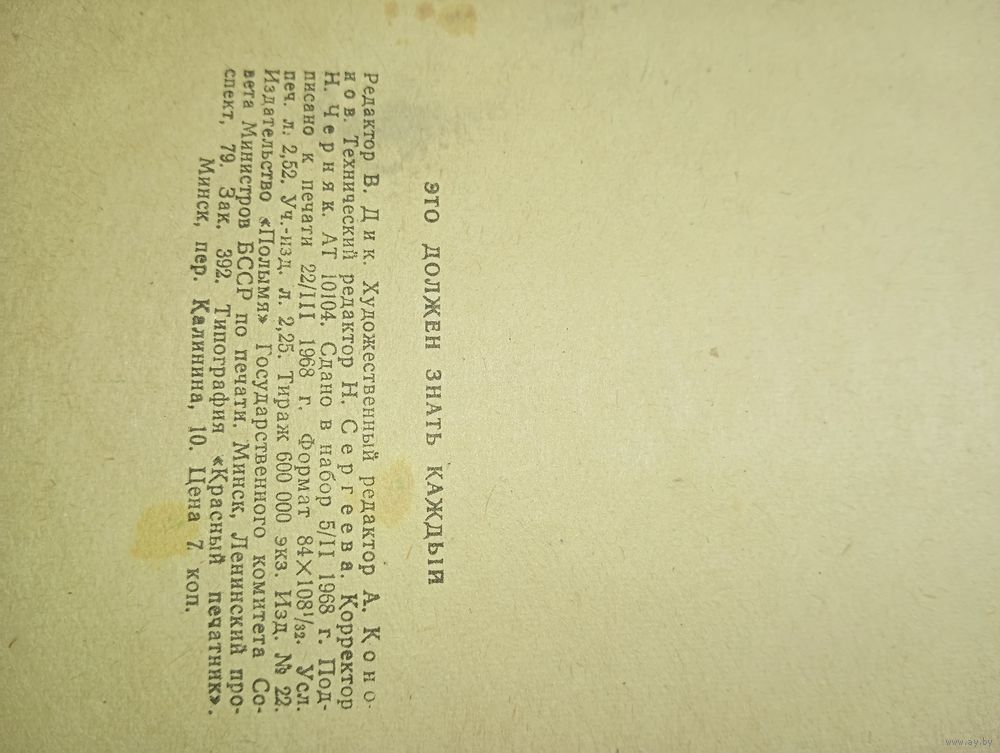 ЭТО ДОЛЖЕН ЗНАТЬ КАЖДЫЙ
Редактор В. Дик. Художественный редактор А. Коно-
нов. Технический редактор Н. Сергеева. Корректор
Н. Черняк. АТ 10104. Сдано в набор 5/II 1968 г. Под-
писано к печати 22/III 1968 г. Формат 84×108¹/₃₂. Усл.
печ. л. 2,52. Уч.-изд. л. 2,25. Тираж 600 000 экз. Изд. № 22.
Издательство «Полымя» Государственного комитета Со-
вета Министров БССР по печати. Минск, Ленинский про-
спект, 79. Зак. 392. Типография «Красный печатник».
Минск, пер. Калинина, 10. Цена 7 коп.
www.ay.by